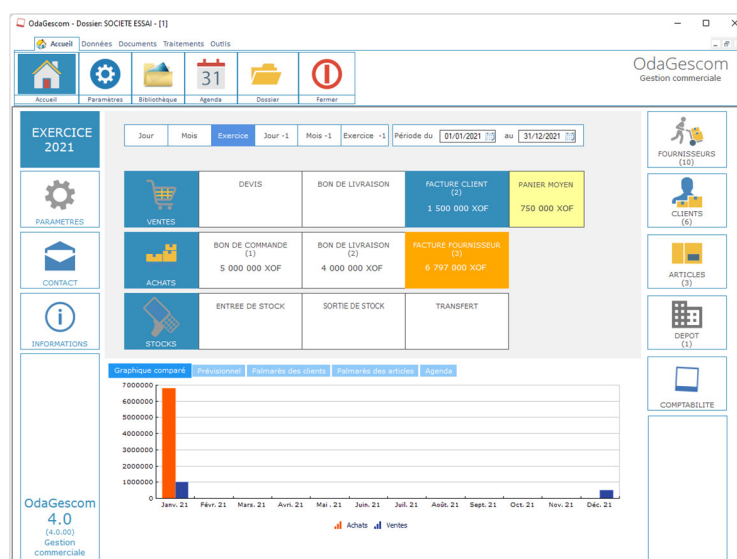 OdaGescom - Dossier: SOCIETE ESSAI - [1]
Accueil Données Documents Traitements Outils
31
Accueil Paramètres Bibliothèque Agenda Dossier Fermer
OdaGescom
Gestion commerciale
EXERCICE
2021
Jour Mois Exercice Jour -1 Mois -1 Exercice -1 Période du 01/01/2021 au 31/12/2021
PARAMETRES
CONTACT
INFORMATIONS
VENTES
DEVIS
BON DE LIVRAISON
FACTURE CLIENT
(2)
1 500 000 XOF
PANIER MOYEN
750 000 XOF
ACHATS
BON DE COMMANDE
(1)
5 000 000 XOF
BON DE LIVRAISON
(2)
4 000 000 XOF
FACTURE FOURNISSEUR
(3)
6 797 000 XOF
STOCKS
ENTREE DE STOCK
SORTIE DE STOCK
TRANSFERT
FOURNISSEURS
(10)
CLIENTS
(6)
ARTICLES
(3)
DEPOT
(1)
COMPTABILITE
Graphique comparé Prévisionnel Palmarès des clients Palmarès des articles Agenda
7000000
6000000
5000000
4000000
3000000
2000000
1000000
0
Janv. 21 Févr. 21 Mars. 21 Avri. 21 Mai . 21 Juin. 21 Juil. 21 Août. 21 Sept. 21 Oct. 21 Nov. 21 Déc. 21
Achats Ventes
OdaGescom
4.0
(4.0.00)
Gestion
commerciale